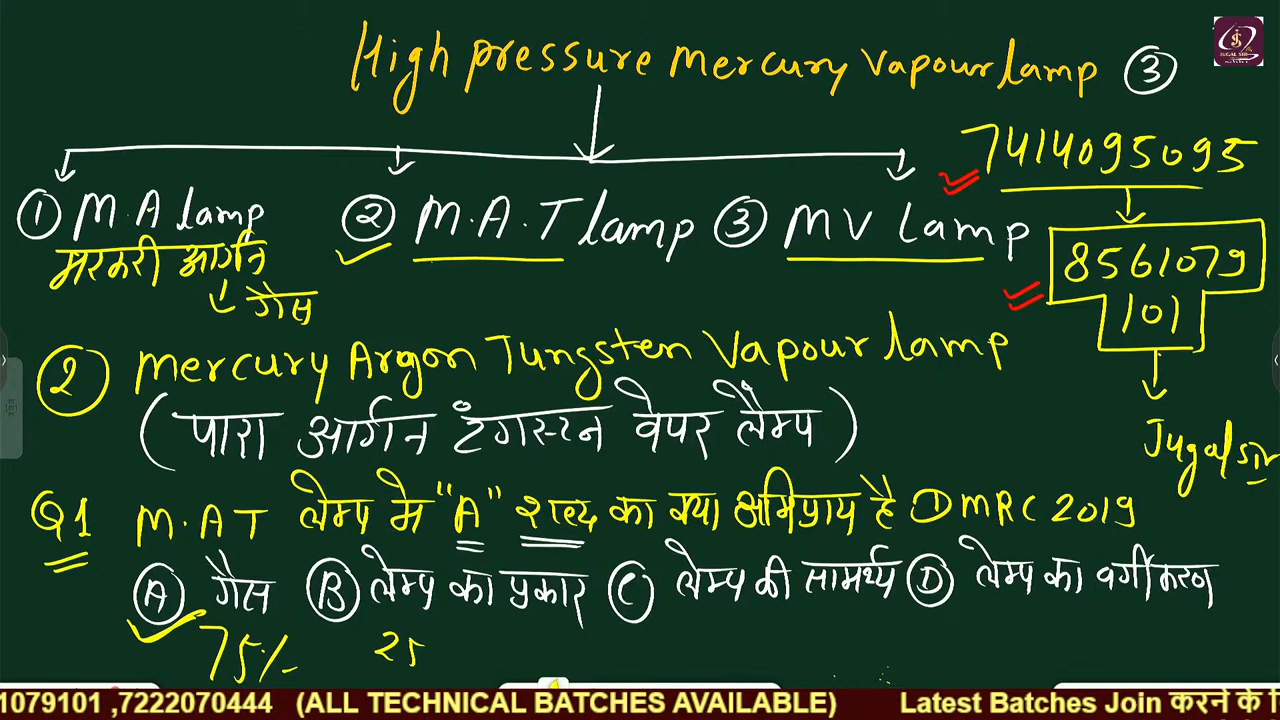 High pressure Mercury Vapour lamp ③
7414095095
① M.A lamp ② M.A.T lamp ③ MV Lamp
मरकरी आर्गन
गैस
8561079
101
② Mercury Argon Tungsten Vapour lamp
(पारा आर्गन टंगस्टन वेपर लैम्प)
Jugal sir
Q1 M.A T लेम्प मे "A" शब्द का क्या अभिप्राय है DMRC 2019
Ⓐ गैस Ⓑ लेम्प का प्रकार Ⓒ लेम्प की सामर्थ्य Ⓓ लेम्प का वर्गीकरण
75% 25
1079101 ,7222070444 (ALL TECHNICAL BATCHES AVAILABLE) Latest Batches Join करने के